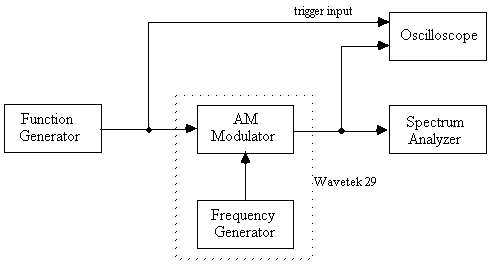 trigger input
Oscilloscope
Function
Generator
AM
Modulator
Spectrum
Analyzer
Wavetek 29
Frequency
Generator